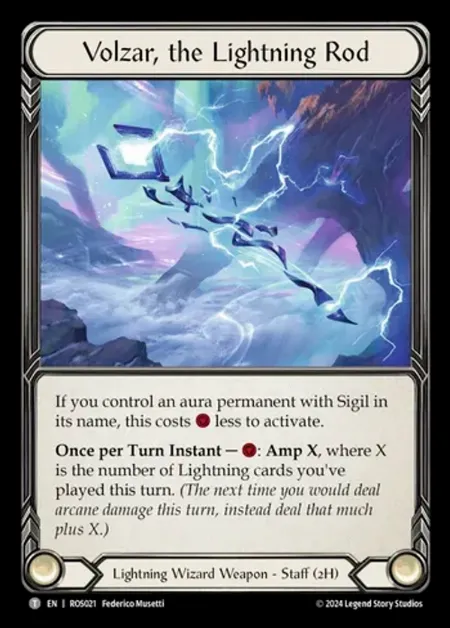 Volzar, the Lightning Rod
If you control an aura permanent with Sigil in
its name, this costs less to activate.
Once per Turn Instant — : Amp X, where X
is the number of Lightning cards you've
played this turn. (The next time you would deal
arcane damage this turn, instead deal that much
plus X.)
Lightning Wizard Weapon - Staff (2H)
T EN | ROS021 Federico Musetti
© 2024 Legend Story Studios